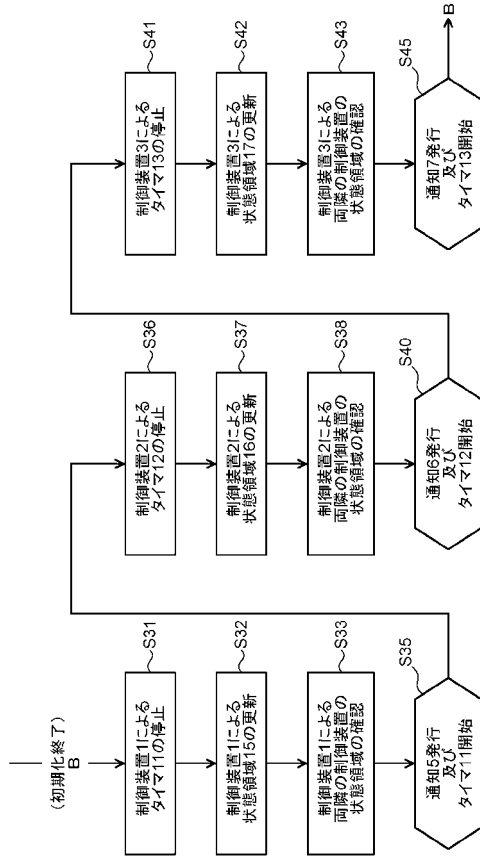 (初期化終了)
B
S31
制御装置1による
タイマ11の停止
S32
制御装置1による
状態領域15の更新
S33
制御装置1による
両隣の制御装置の
状態領域の確認
S35
通知5発行
及び
タイマ11開始
S36
制御装置2による
タイマ12の停止
S37
制御装置2による
状態領域16の更新
S38
制御装置2による
両隣の制御装置の
状態領域の確認
S40
通知6発行
及び
タイマ12開始
S41
制御装置3による
タイマ13の停止
S42
制御装置3による
状態領域17の更新
S43
制御装置3による
両隣の制御装置の
状態領域の確認
S45
通知7発行
及び
タイマ13開始
B